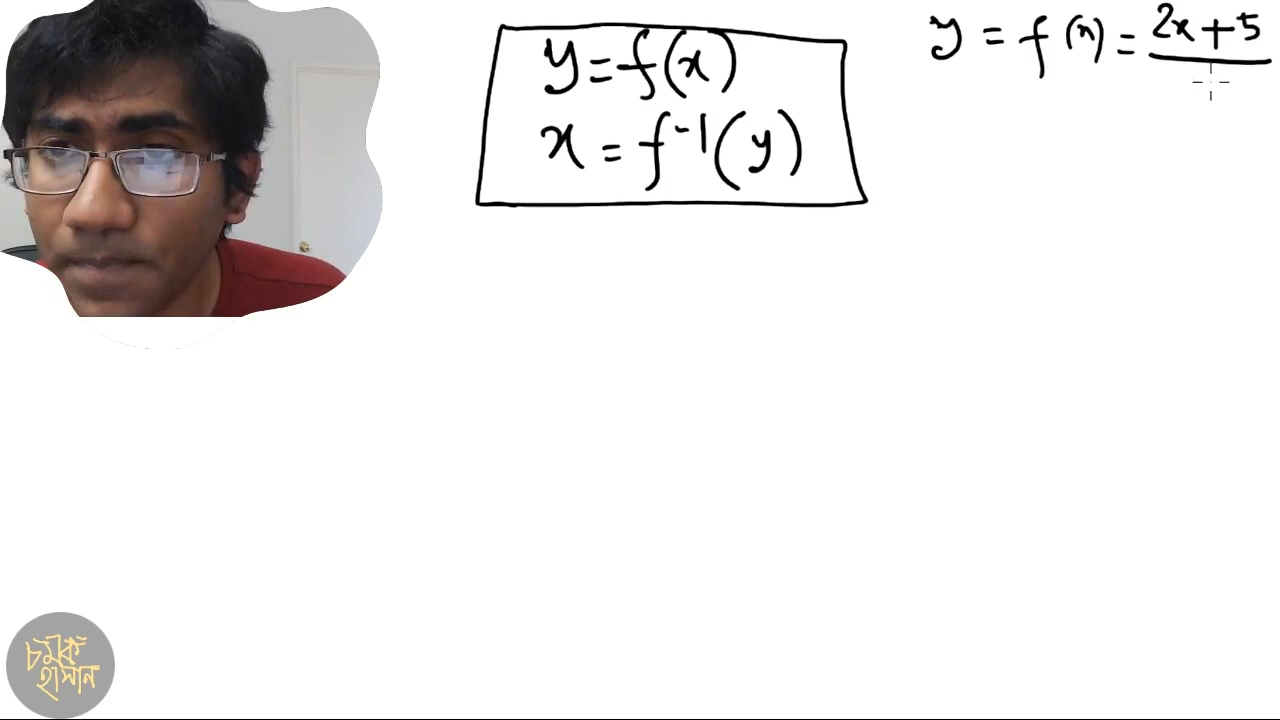 y = f(x)
x = f⁻¹(y)
y = f(x) = 2x+5
চমক
হাসান